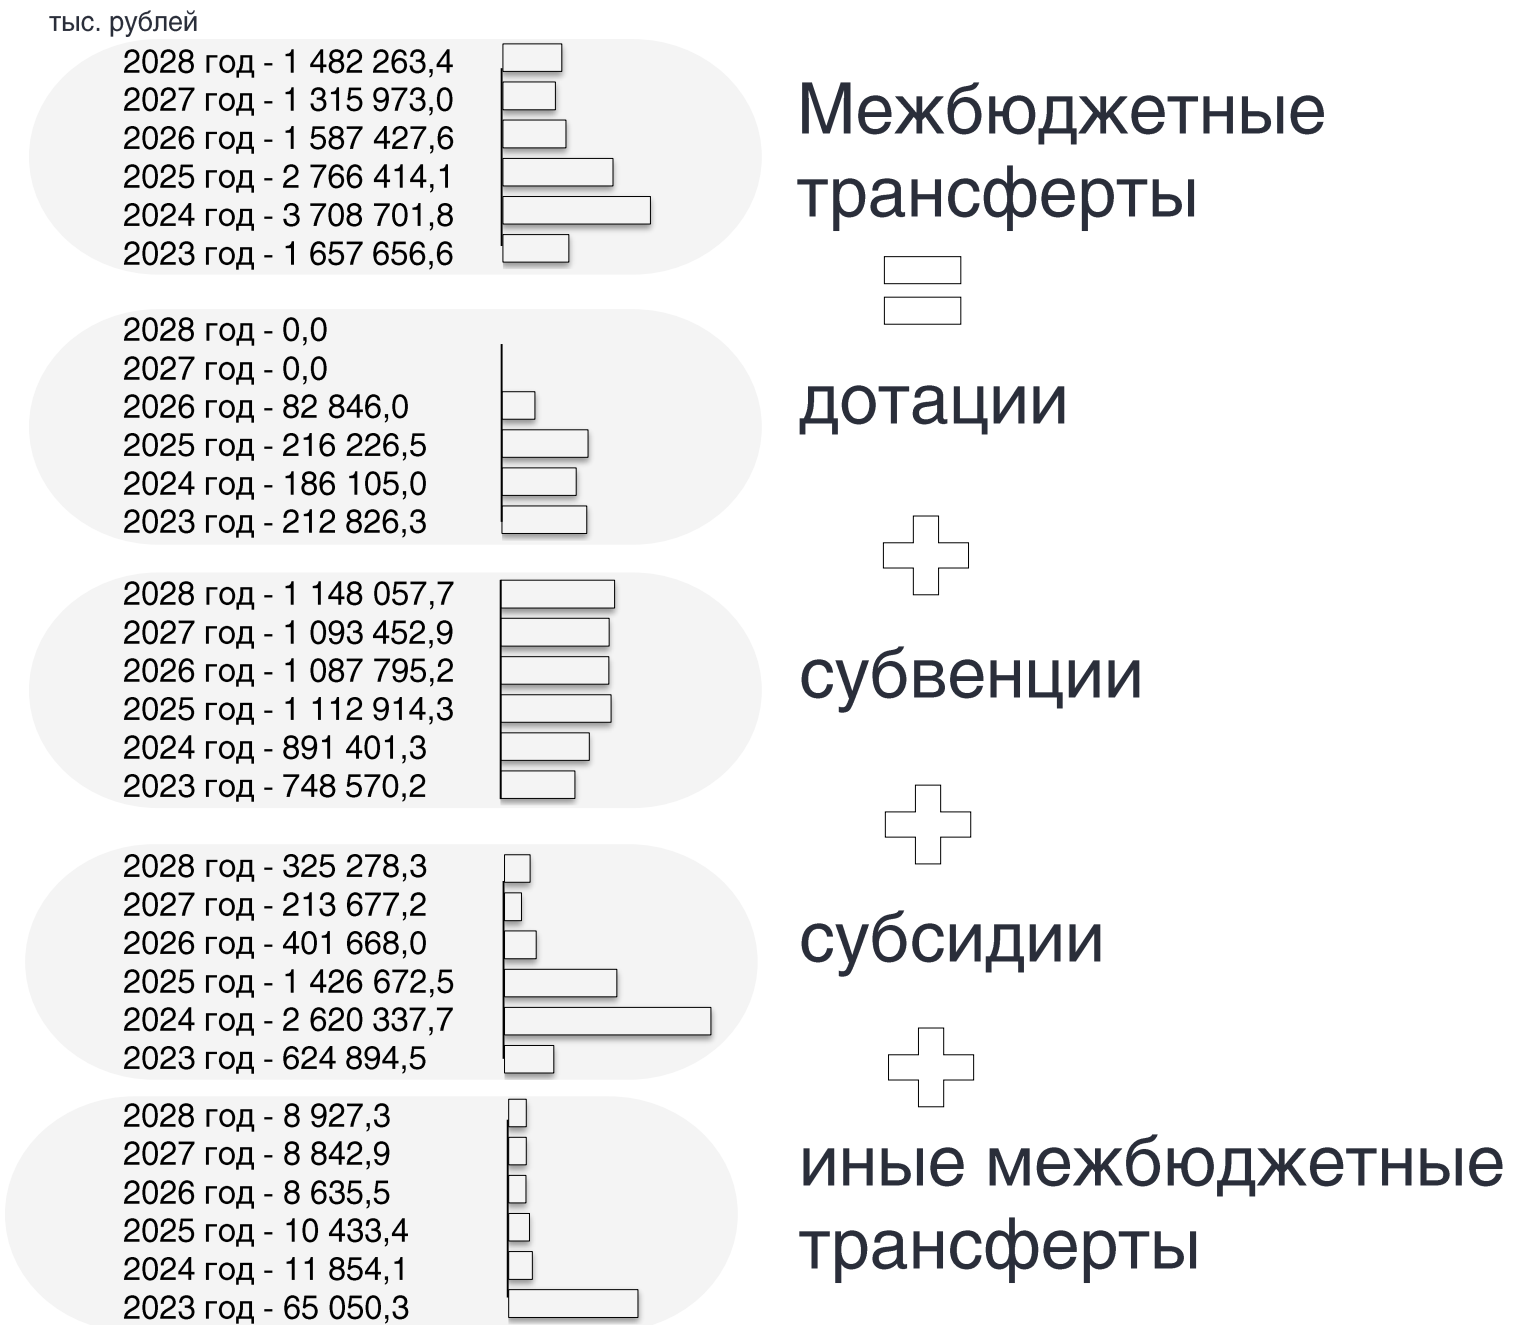 тыс. рублей
2028 год - 1 482 263,4
2027 год - 1 315 973,0
2026 год - 1 587 427,6
2025 год - 2 766 414,1
2024 год - 3 708 701,8
2023 год - 1 657 656,6
Межбюджетные
трансферты
2028 год - 0,0
2027 год - 0,0
2026 год - 82 846,0
2025 год - 216 226,5
2024 год - 186 105,0
2023 год - 212 826,3
дотации
2028 год - 1 148 057,7
2027 год - 1 093 452,9
2026 год - 1 087 795,2
2025 год - 1 112 914,3
2024 год - 891 401,3
2023 год - 748 570,2
субвенции
2028 год - 325 278,3
2027 год - 213 677,2
2026 год - 401 668,0
2025 год - 1 426 672,5
2024 год - 2 620 337,7
2023 год - 624 894,5
субсидии
2028 год - 8 927,3
2027 год - 8 842,9
2026 год - 8 635,5
2025 год - 10 433,4
2024 год - 11 854,1
2023 год - 65 050,3
иные межбюджетные
трансферты